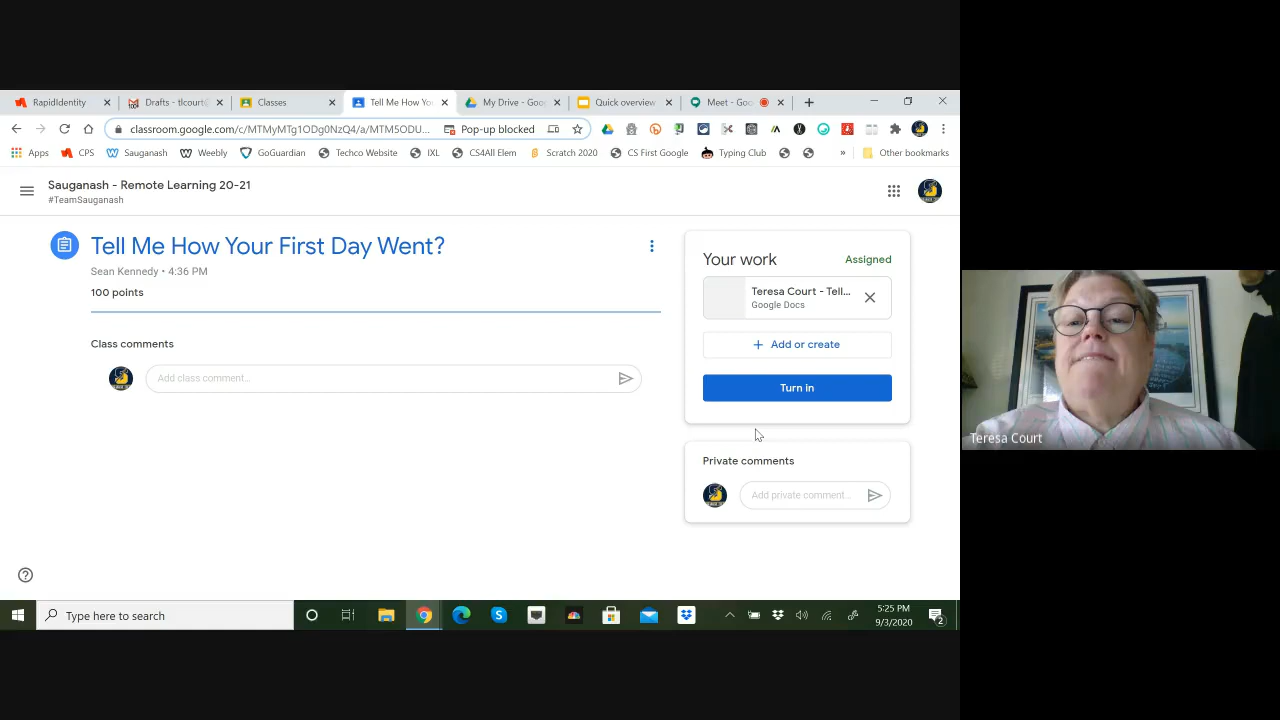 RapidIdentity
Drafts - tlcourt@
Classes
Tell Me How Yo
My Drive - Goo
Quick overview
Meet - Goo
classroom.google.com/c/MTMyMTg1ODg0NzQ4/a/MTM5ODU...
Pop-up blocked
Apps
CPS
Sauganash
Weebly
GoGuardian
Techco Website
IXL
CS4All Elem
Scratch 2020
CS First Google
Typing Club
»
Other bookmarks
Sauganash - Remote Learning 20-21
#TeamSauganash
Tell Me How Your First Day Went?
Sean Kennedy • 4:36 PM
100 points
Class comments
Add class comment...
Your work
Assigned
Teresa Court - Tell...
Google Docs
+ Add or create
Turn in
Private comments
Add private comment...
Teresa Court
Type here to search
5:25 PM
9/3/2020
2